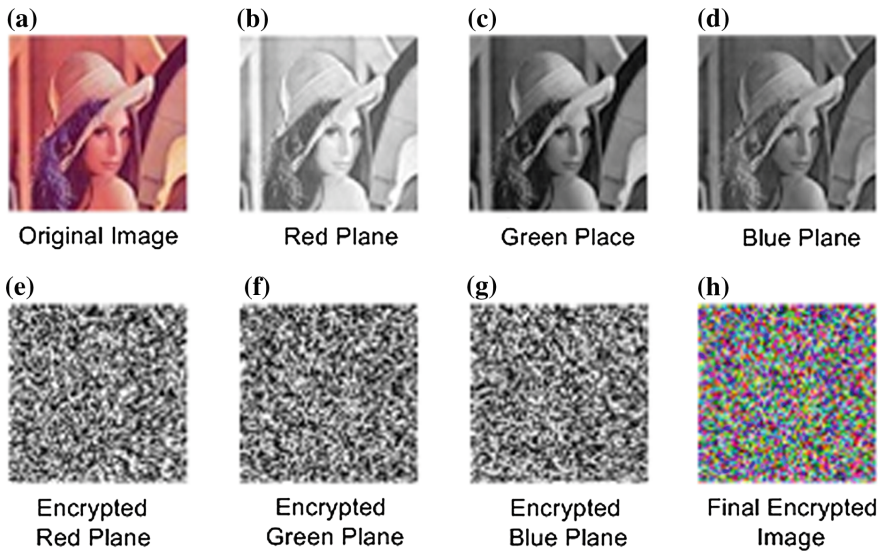 (a) (b) (c) (d)
Original Image Red Plane Green Place Blue Plane
(e) (f) (g) (h)
Encrypted Encrypted Encrypted Final Encrypted
Red Plane Green Plane Blue Plane Image